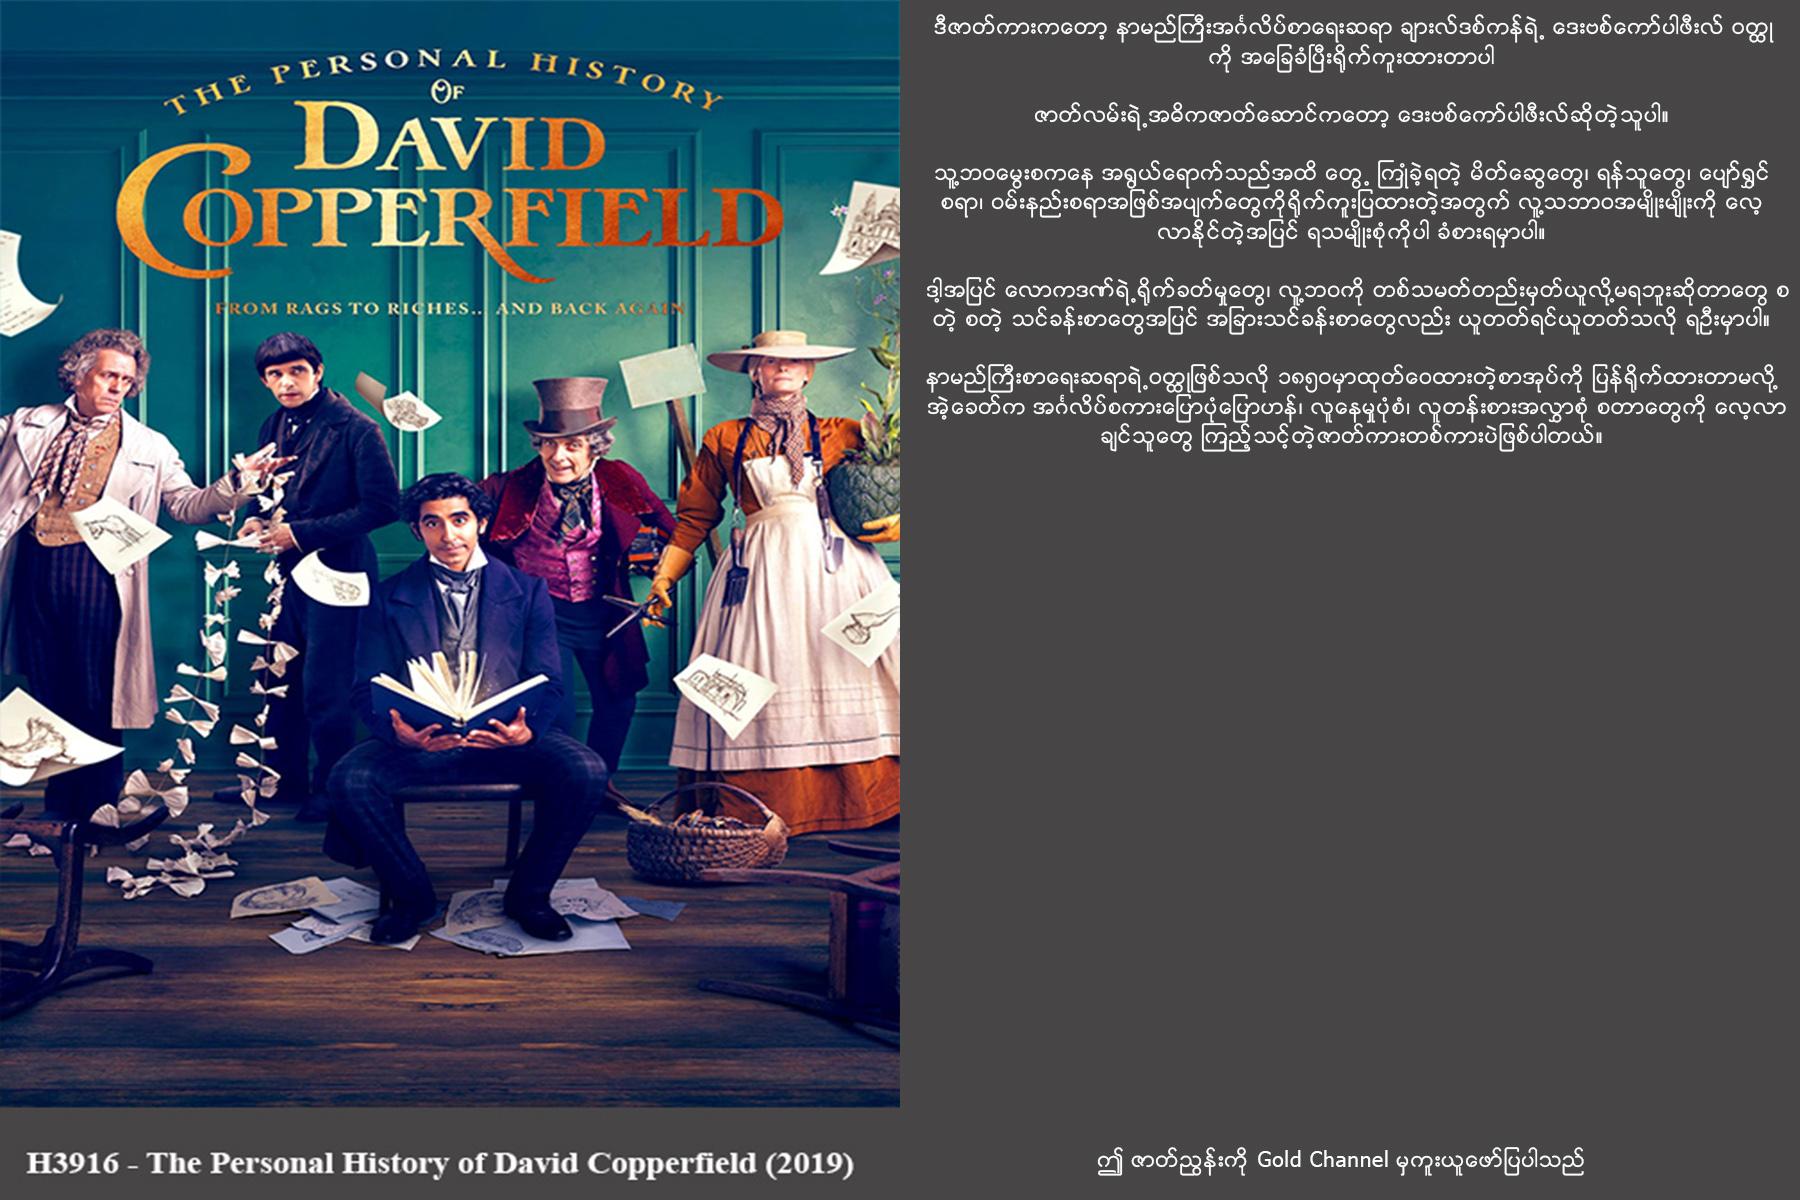 THE PERSONAL HISTORY
OF
DAVID
COPPERFIELD
FROM RAGS TO RICHES... AND BACK AGAIN
H3916 - The Personal History of David Copperfield (2019)
ဒီဇာတ်ကားကတော့ နာမည်ကြီးအင်္ဂလိပ်စာရေးဆရာ ချားလ်ဒစ်ကန်ရဲ့ ဒေးဗစ်ကော်ပါဖီးလ် ဝတ္ထု
ကို အခြေခံပြီးရိုက်ကူးထားတာပါ
ဇာတ်လမ်းရဲ့အဓိကဇာတ်ဆောင်ကတော့ ဒေးဗစ်ကော်ပါဖီးလ်ဆိုတဲ့သူပါ။
သူ့ဘဝမွေးစကနေ အရွယ်ရောက်သည်အထိ တွေ့ ကြုံခဲ့ရတဲ့ မိတ်ဆွေတွေ၊ ရန်သူတွေ၊ ပျော်ရွှင်
စရာ၊ ဝမ်းနည်းစရာအဖြစ်အပျက်တွေကိုရိုက်ကူးပြထားတဲ့အတွက် လူ့သဘာဝအမျိုးမျိုးကို လေ့
လာနိုင်တဲ့အပြင် ရသမျိုးစုံကိုပါ ခံစားရမှာပါ။
ဒါ့အပြင် လောကဒဏ်ရဲ့ရိုက်ခတ်မှုတွေ၊ လူ့ဘဝကို တစ်သမတ်တည်းမှတ်ယူလို့မရဘူးဆိုတာတွေ စ
တဲ့ စတဲ့ သင်ခန်းစာတွေအပြင် အခြားသင်ခန်းစာတွေလည်း ယူတတ်ရင်ယူတတ်သလို ရဦးမှာပါ။
နာမည်ကြီးစာရေးဆရာရဲ့ဝတ္ထုဖြစ်သလို ၁၈၅၀မှာထုတ်ဝေထားတဲ့စာအုပ်ကို ပြန်ရိုက်ထားတာမလို့
အဲ့ခေတ်က အင်္ဂလိပ်စကားပြောပုံပြောဟန်၊ လူနေမှုပုံစံ၊ လူတန်းစားအလွှာစုံ စတာတွေကို လေ့လာ
ချင်သူတွေ ကြည့်သင့်တဲ့ဇာတ်ကားတစ်ကားပဲဖြစ်ပါတယ်။
ဤ ဇာတ်ညွှန်းကို Gold Channel မှကူးယူဖော်ပြပါသည်